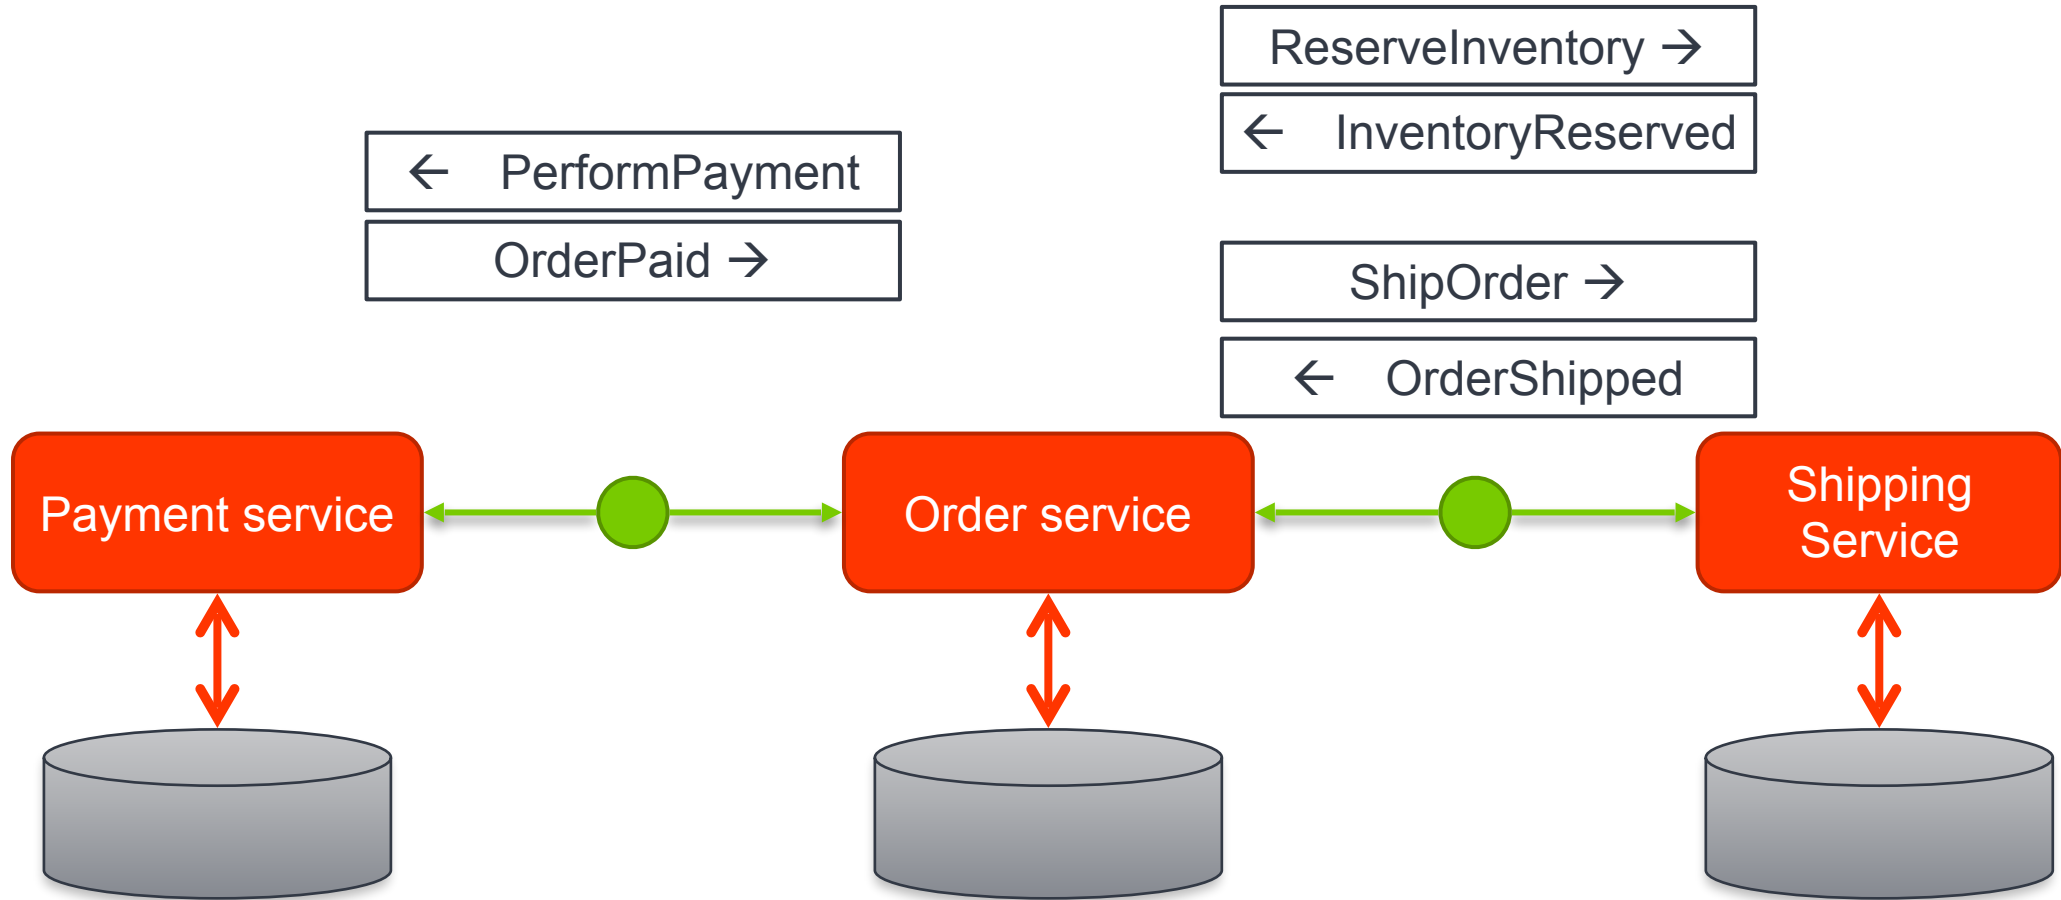 ReserveInventory →
← InventoryReserved
← PerformPayment
OrderPaid →
ShipOrder →
← OrderShipped
Payment service
Order service
Shipping
Service